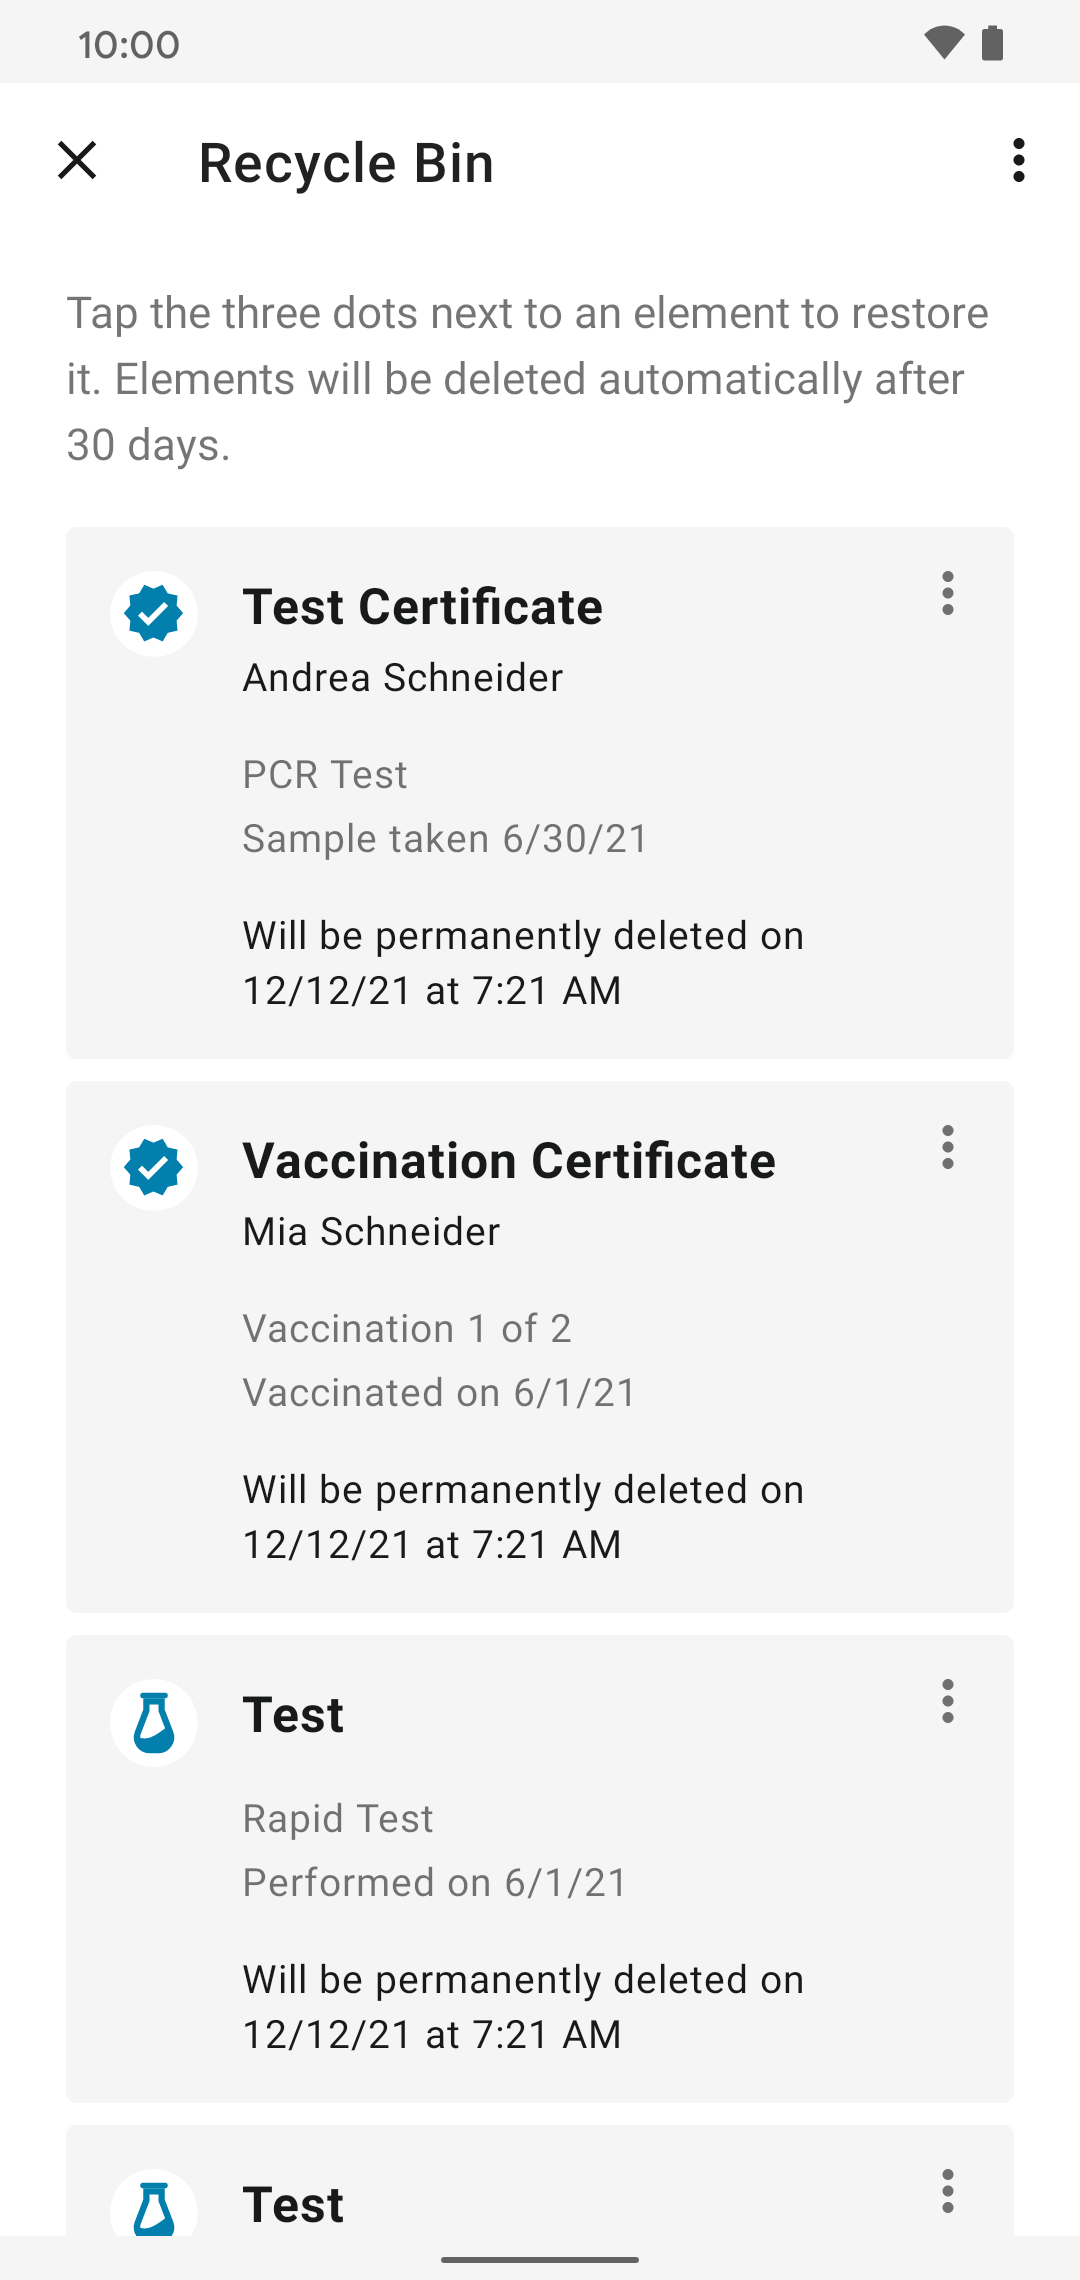 10:00
Recycle Bin
Tap the three dots next to an element to restore
it. Elements will be deleted automatically after
30 days.
Test Certificate
Andrea Schneider
PCR Test
Sample taken 6/30/21
Will be permanently deleted on
12/12/21 at 7:21 AM
Vaccination Certificate
Mia Schneider
Vaccination 1 of 2
Vaccinated on 6/1/21
Will be permanently deleted on
12/12/21 at 7:21 AM
Test
Rapid Test
Performed on 6/1/21
Will be permanently deleted on
12/12/21 at 7:21 AM
Test